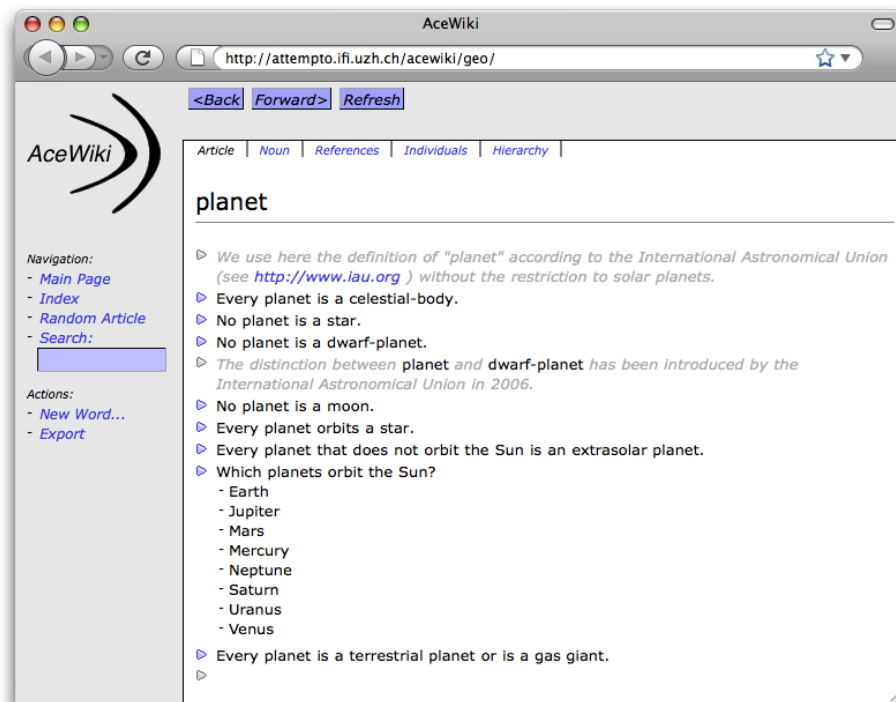 AceWiki
http://attempto.ifi.uzh.ch/acewiki/geo/
<Back Forward> Refresh
AceWiki
Article Noun References Individuals Hierarchy
planet
Navigation:
- Main Page
- Index
- Random Article
- Search:
Actions:
- New Word...
- Export
We use here the definition of "planet" according to the International Astronomical Union
(see http://www.iau.org ) without the restriction to solar planets.
Every planet is a celestial-body.
No planet is a star.
No planet is a dwarf-planet.
The distinction between planet and dwarf-planet has been introduced by the
International Astronomical Union in 2006.
No planet is a moon.
Every planet orbits a star.
Every planet that does not orbit the Sun is an extrasolar planet.
Which planets orbit the Sun?
- Earth
- Jupiter
- Mars
- Mercury
- Neptune
- Saturn
- Uranus
- Venus
Every planet is a terrestrial planet or is a gas giant.